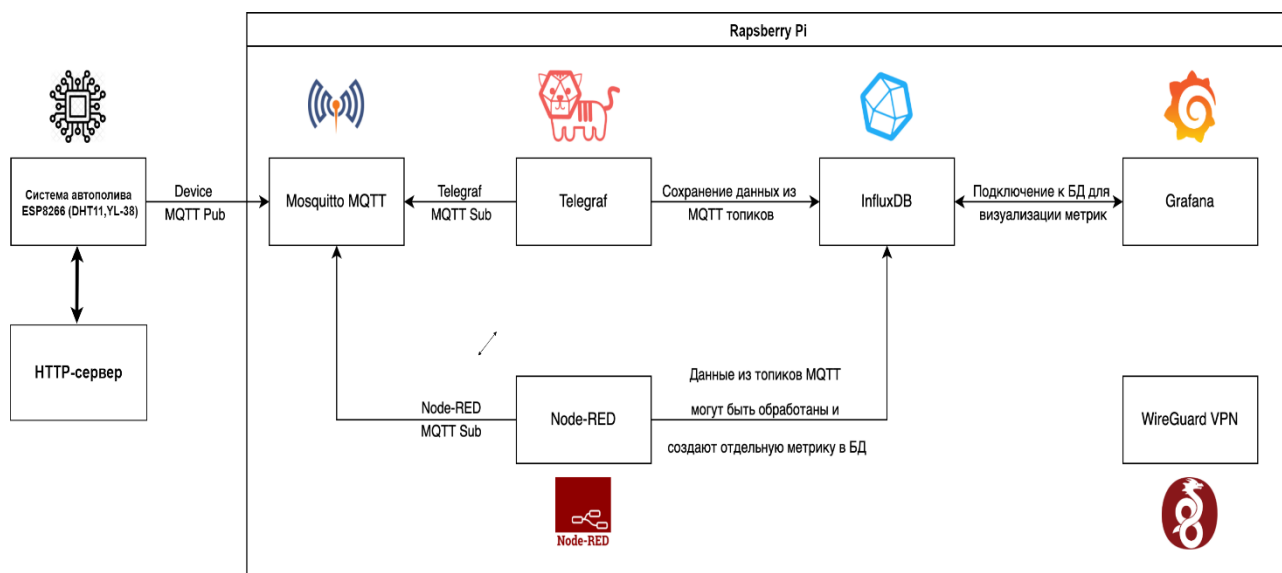 Rapsberry Pi
Система автополива
ESP8266 (DHT11,YL-38)
Device
MQTT Pub
Mosquitto MQTT
Telegraf
MQTT Sub
Telegraf
Сохранение данных из
MQTT топиков
InfluxDB
Подключение к БД для
визуализации метрик
Grafana
HTTP-сервер
Node-RED
MQTT Sub
Node-RED
Данные из топиков MQTT
могут быть обработаны и
создают отдельную метрику в БД
WireGuard VPN
Node-RED